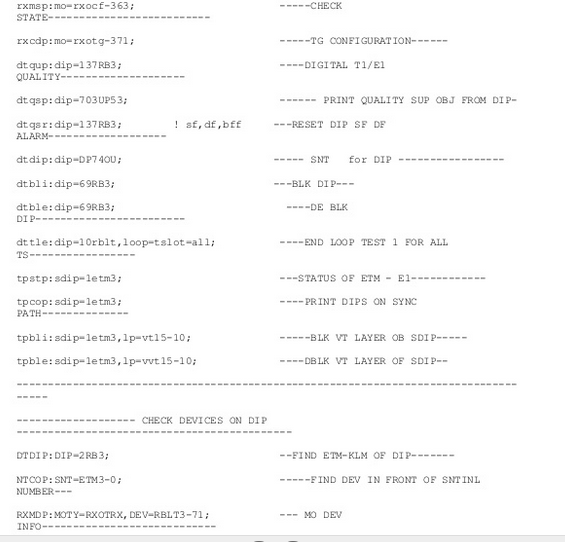 rxmsp:mo=rxocf-363; -----CHECK
STATE---------------------------
rxcdp:mo=rxotg-371; -----TG CONFIGURATION------
dtqup:dip=137RB3; ----DIGITAL T1/E1
QUALITY---------------------
dtqsp:dip=703UP53; ------ PRINT QUALITY SUP OBJ FROM DIP-
dtqsr:dip=137RB3; ! sf,df,bff ---RESET DIP SF DF
ALARM-------------------
dtdip:dip=DP74OU; ----- SNT for DIP -----------------
dtbli:dip=69RB3; ---BLK DIP---
dtble:dip=69RB3; ----DE BLK
DIP-------------------------
dttle:dip=10rblt,loop=tslot=all; ----END LOOP TEST 1 FOR ALL
TS-----------------
tpstp:sdip=1etm3; ---STATUS OF ETM - E1------------
tpcop:sdip=1etm3; ----PRINT DIPS ON SYNC
PATH--------------
tpbli:sdip=1etm3,lp=vt15-10; -----BLK VT LAYER OB SDIP-----
tpble:sdip=1etm3,lp=vvt15-10; ----DBLK VT LAYER OF SDIP--
------------------------------------------------------------------------------------
-----
------------------- CHECK DEVICES ON DIP
--------------------------------------------
DTDIP:DIP=2RB3; --FIND ETM-KLM OF DIP-------
NTCOP:SNT=ETM3-0; -----FIND DEV IN FRONT OF SNTINL
NUMBER---
RXMDP:MOTY=RXOTRX,DEV=RBLT3-71; --- MO DEV
INFO---------------------------